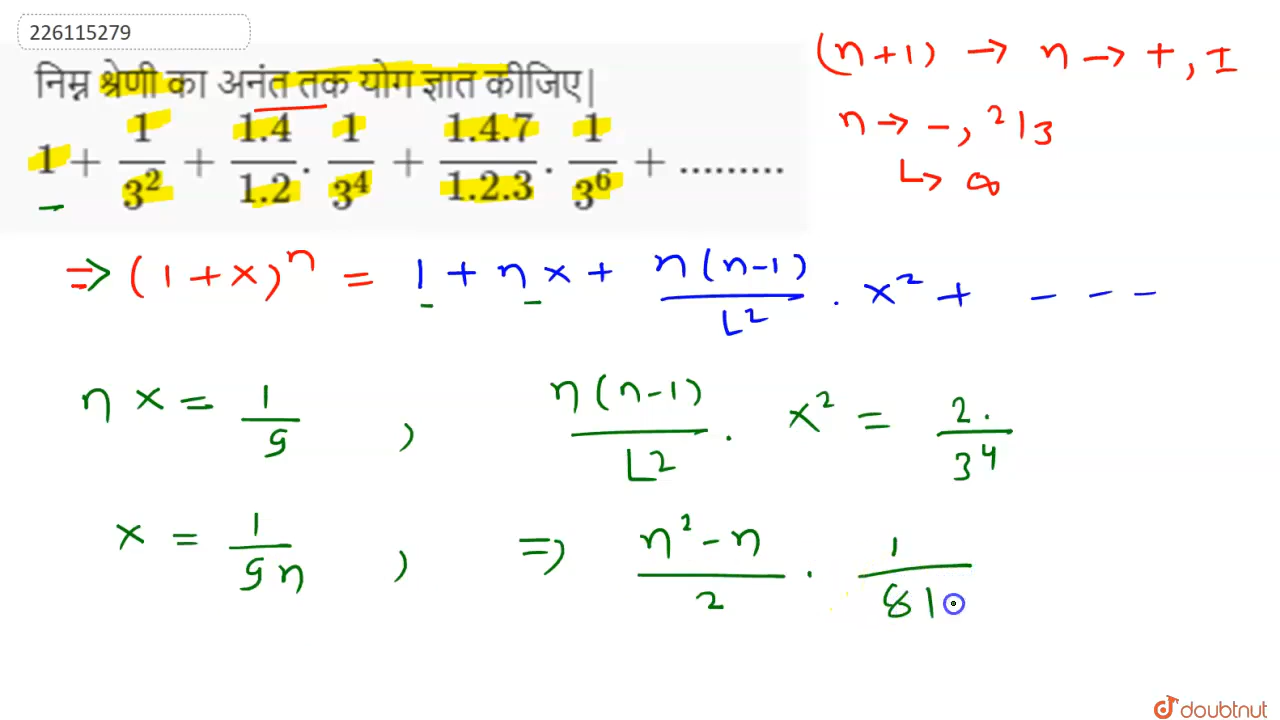 226115279
निम्न श्रेणी का अनंत तक योग ज्ञात कीजिए|
1 + 1/3² + 1.4/1.2 . 1/3⁴ + 1.4.7/1.2.3 . 1/3⁶ + .........
(n+1) → n → +, I
n → -, 2/3
↳ ∞
⇒ (1+x)ⁿ = 1 + nx + n(n-1)/∟2 . x² + - - -
nx = 1/9 , n(n-1)/∟2 . x² = 2./3⁴
x = 1/9n , ⇒ n²-n/2 . 1/81
doubtnut